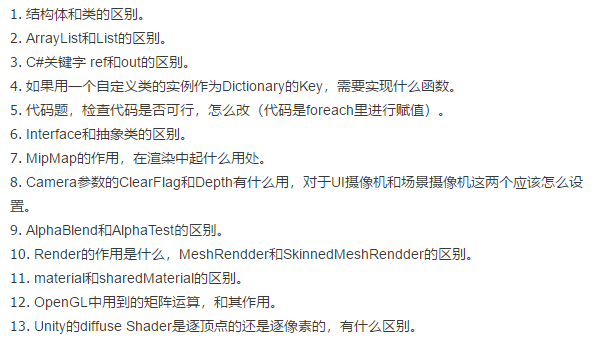 1. 结构体和类的区别。
2. ArrayList和List的区别。
3. C#关键字 ref和out的区别。
4. 如果用一个自定义类的实例作为Dictionary的Key，需要实现什么函数。
5. 代码题，检查代码是否可行，怎么改（代码是foreach里进行赋值）。
6. Interface和抽象类的区别。
7. MipMap的作用，在渲染中起什么用处。
8. Camera参数的ClearFlag和Depth有什么用，对于UI摄像机和场景摄像机这两个应该怎么设
置。
9. AlphaBlend和AlphaTest的区别。
10. Render的作用是什么，MeshRendder和SkinnedMeshRendder的区别。
11. material和sharedMaterial的区别。
12. OpenGL中用到的矩阵运算，和其作用。
13. Unity的diffuse Shader是逐顶点的还是逐像素的，有什么区别。